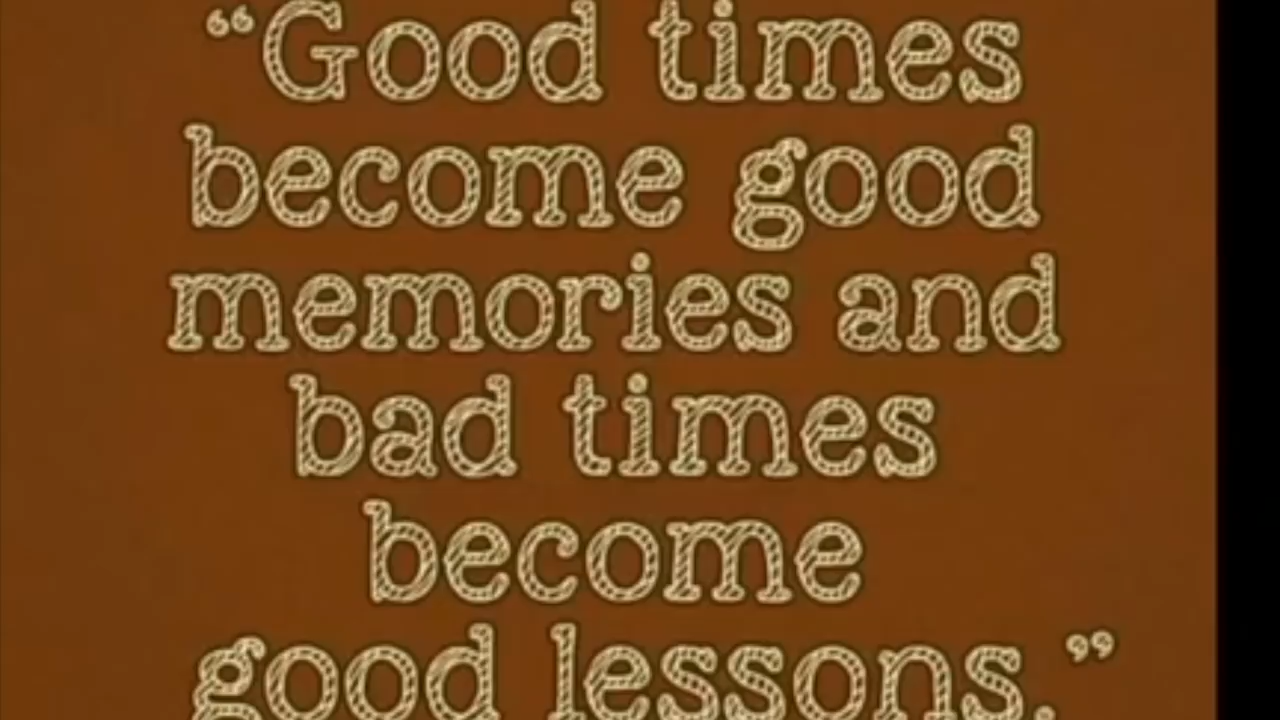 “Good times
become good
memories and
bad times
become
good lessons.”